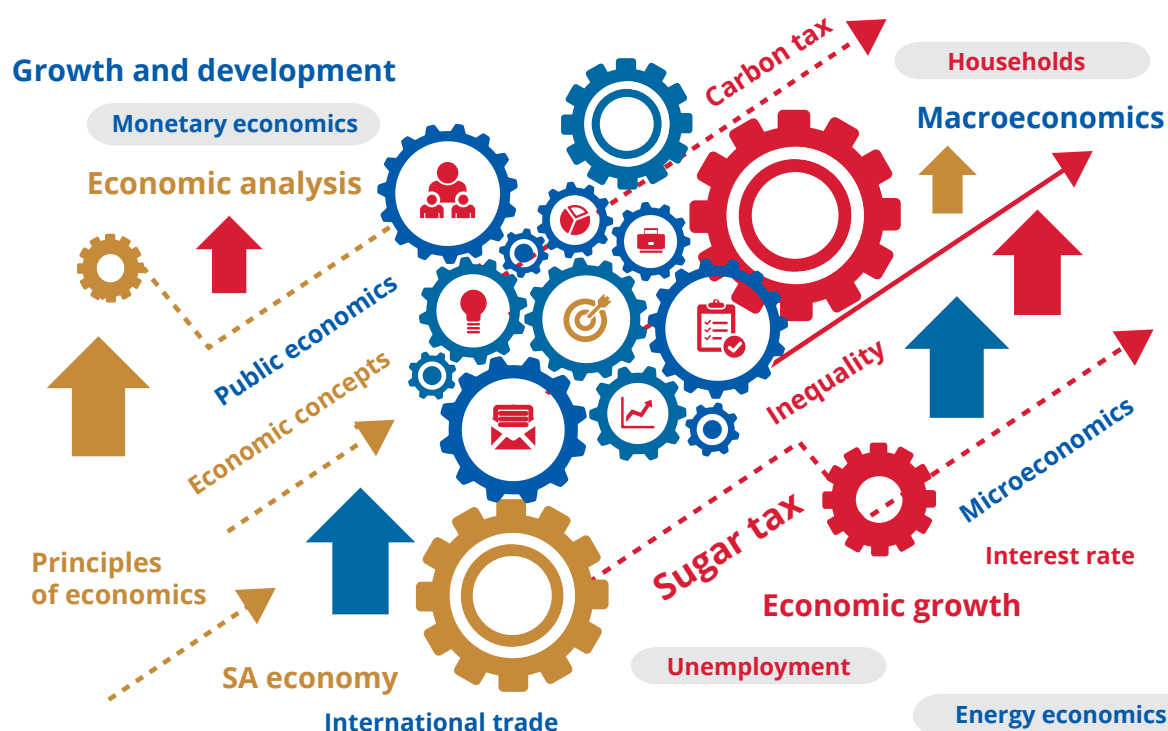 Carbon tax
Households
Growth and development
Monetary economics
Macroeconomics
Economic analysis
Public economics
Economic concepts
Inequality
Microeconomics
Sugar tax
Principles
of economics
Interest rate
Economic growth
SA economy
Unemployment
International trade
Energy economics